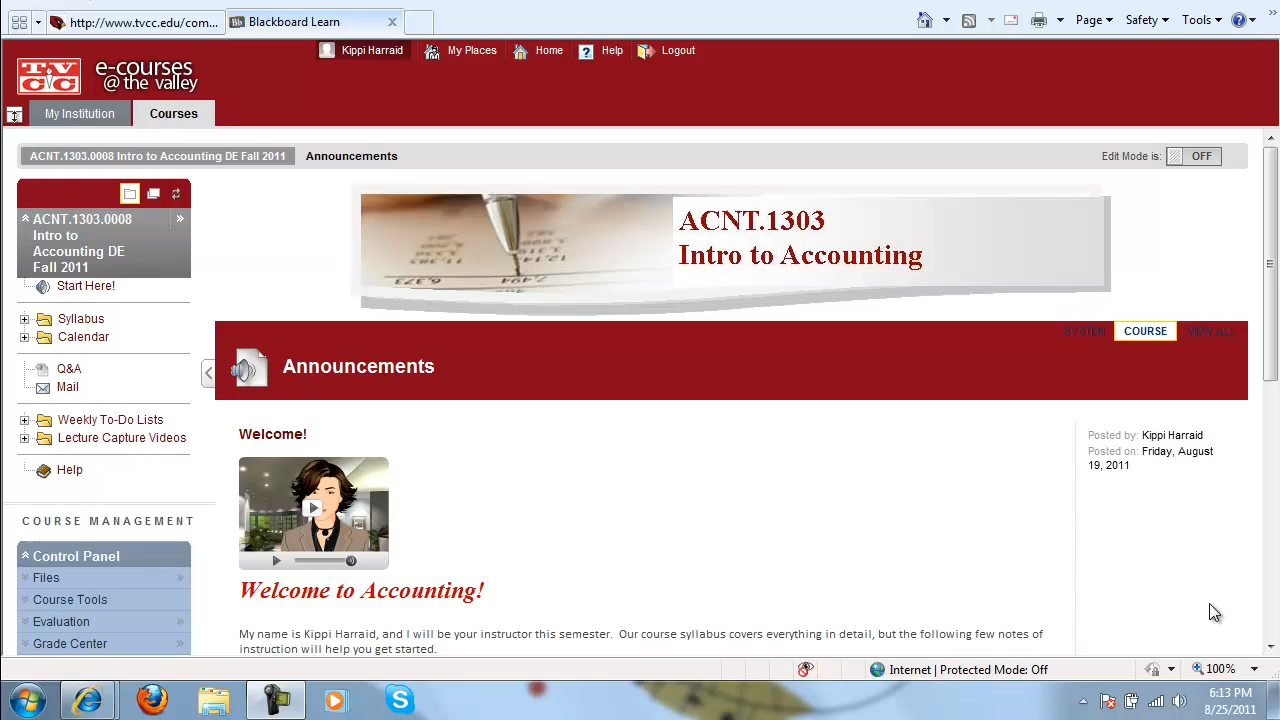 http://www.tvcc.edu/com...
Bb Blackboard Learn
Page Safety Tools
Kippi Harraid My Places Home Help Logout
TVCC e-courses
@ the valley
My Institution Courses
ACNT.1303.0008 Intro to Accounting DE Fall 2011 Announcements
Edit Mode is: OFF
ACNT.1303.0008
Intro to
Accounting DE
Fall 2011
Start Here!
Syllabus
Calendar
Q&A
Mail
Weekly To-Do Lists
Lecture Capture Videos
Help
COURSE MANAGEMENT
Control Panel
Files
Course Tools
Evaluation
Grade Center
ACNT.1303
Intro to Accounting
SYSTEM COURSE VIEW ALL
Announcements
Welcome!
Welcome to Accounting!
My name is Kippi Harraid, and I will be your instructor this semester. Our course syllabus covers everything in detail, but the following few notes of
instruction will help you get started.
Posted by: Kippi Harraid
Posted on: Friday, August
19, 2011
Internet | Protected Mode: Off
100%
6:13 PM
8/25/2011